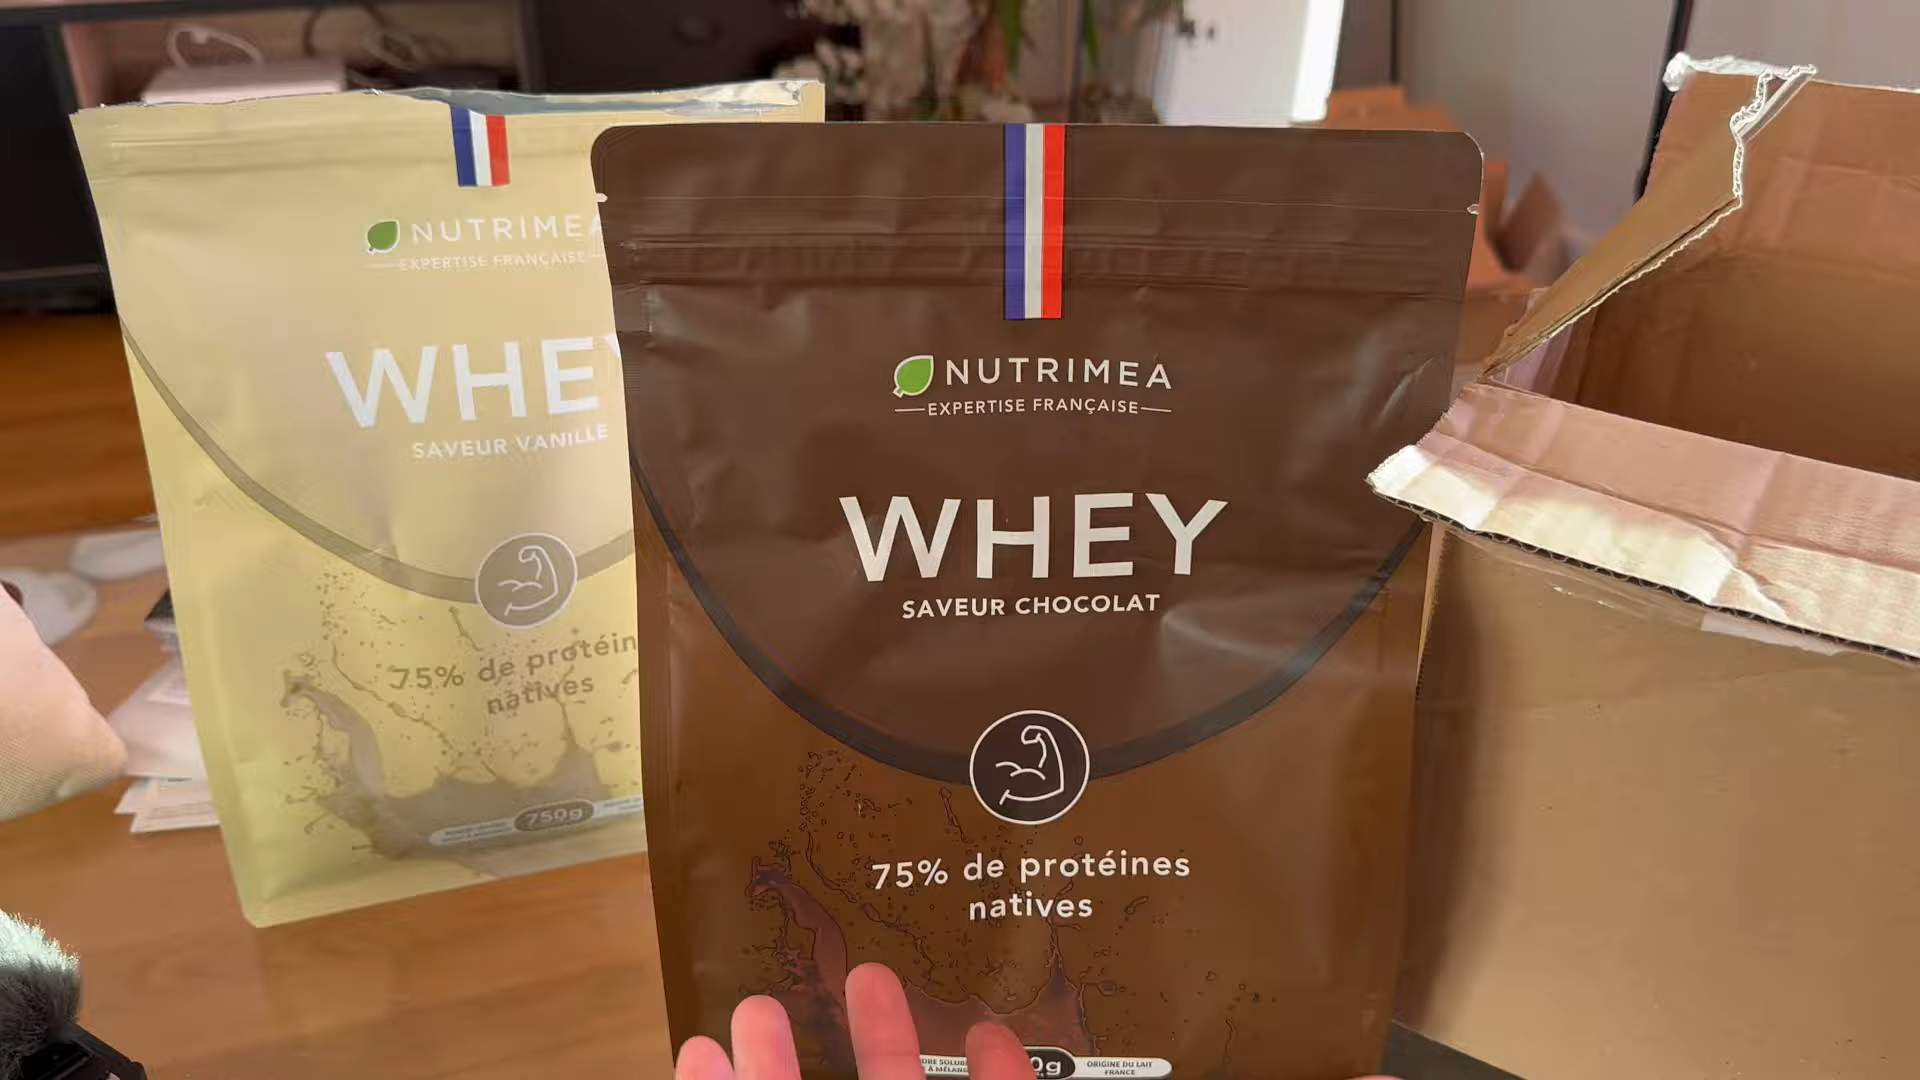 NUTRIMEA
EXPERTISE FRANÇAISE
WHEY
SAVEUR VANILLE
75% de protéin
natives
750g
NUTRIMEA
EXPERTISE FRANÇAISE
WHEY
SAVEUR CHOCOLAT
75% de protéines
natives
0g
ORIGINE DU LAIT
FRANCE